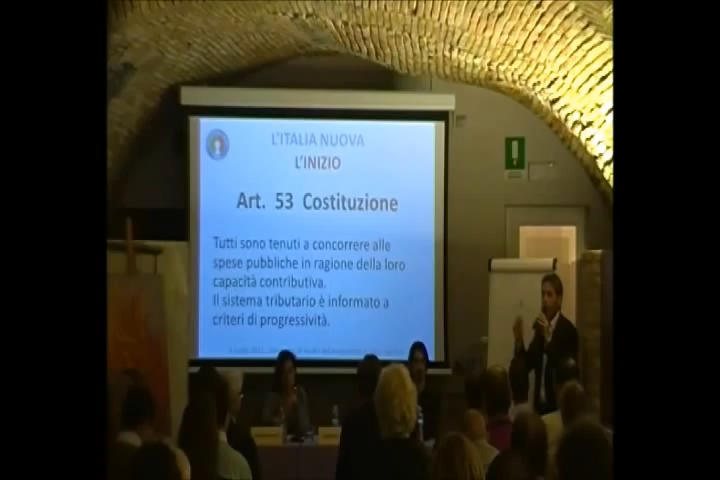 L'ITALIA NUOVA
L'INIZIO
Art. 53 Costituzione
Tutti sono tenuti a concorrere alle
spese pubbliche in ragione della loro
capacità contributiva.
Il sistema tributario è informato a
criteri di progressività.